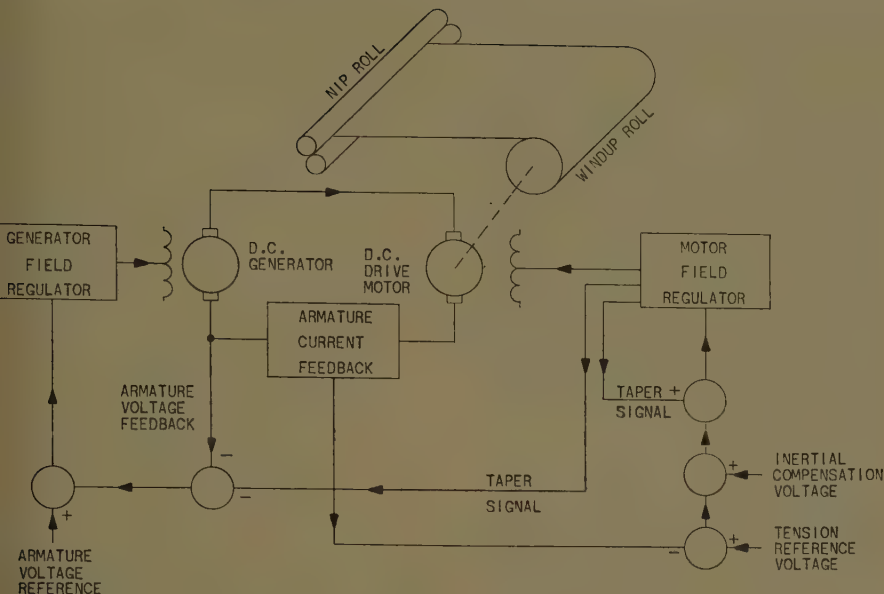 NIP ROLL
WINDUP ROLL
GENERATOR
FIELD
REGULATOR
D.C.
GENERATOR
D.C.
DRIVE
MOTOR
MOTOR
FIELD
REGULATOR
ARMATURE
CURRENT
FEEDBACK
ARMATURE
VOLTAGE
FEEDBACK
TAPER +
SIGNAL
-
-
TAPER
SIGNAL
+
INERTIAL
COMPENSATION
VOLTAGE
+
ARMATURE
VOLTAGE
REFERENCE
-
+
TENSION
REFERENCE
VOLTAGE